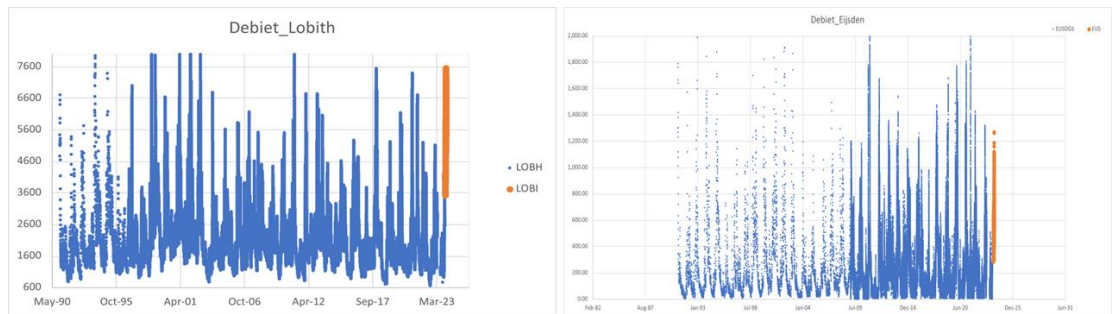 Debiet_Lobith
7600
6600
5600
4600
3600
2600
1600
600
May-90 Oct-95 Apr-01 Oct-06 Apr-12 Sep-17 Mar-23
LOBH
LOBI
Debiet_Eijsden
EIJSDGS EIJS
2,000.00
1,800.00
1,600.00
1,400.00
1,200.00
1,000.00
800.00
600.00
400.00
200.00
0.00
Feb-82 Aug-87 Jan-93 Jul-98 Jan-04 Jul-09 Dec-14 Jun-20 Dec-25 Jun-31